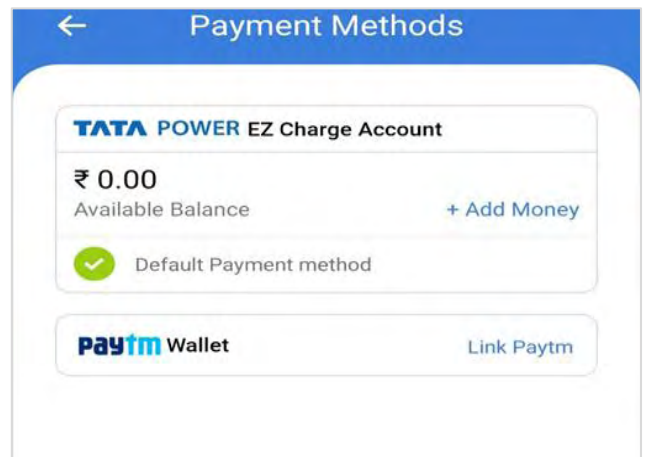 Payment Methods
TATA POWER EZ Charge Account
₹ 0.00
Available Balance
+ Add Money
Default Payment method
paytm Wallet
Link Paytm